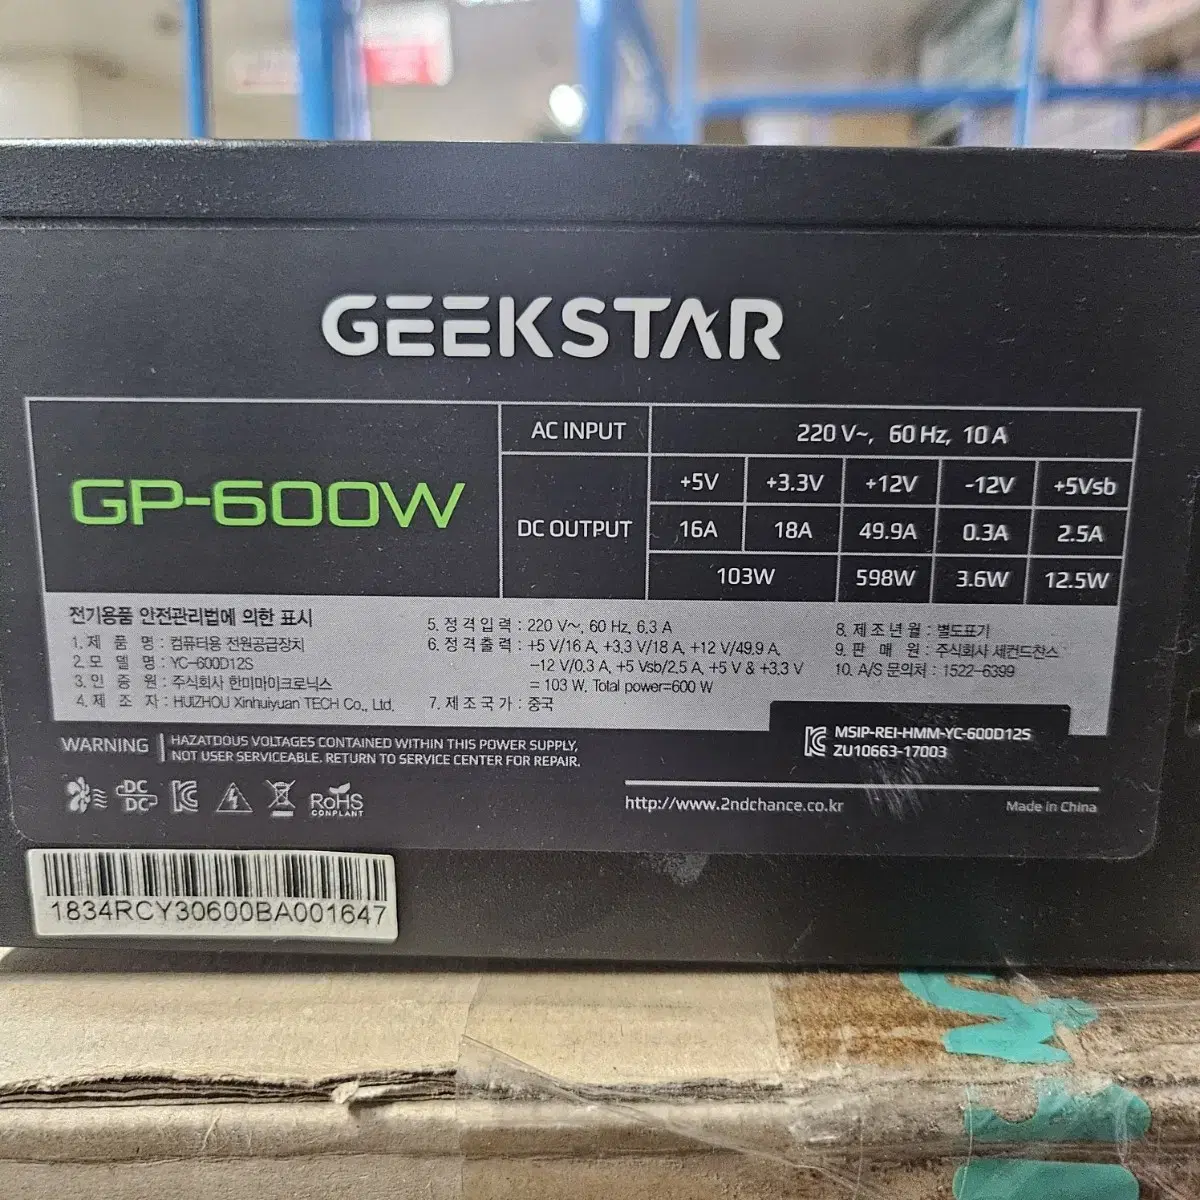 GEEKSTAR
GP-600W
AC INPUT 220 V~, 60 Hz, 10 A
DC OUTPUT +5V +3.3V +12V -12V +5Vsb
16A 18A 49.9A 0.3A 2.5A
103W 598W 3.6W 12.5W
전기용품 안전관리법에 의한 표시
1. 제 품 명 : 컴퓨터용 전원공급장치
2. 모 델 명 : YC-600D12S
3. 인 증 원 : 주식회사 한미마이크로닉스
4. 제 조 자 : HUIZHOU Xinhuiyuan TECH Co., Ltd.
5. 정 격 입 력 : 220 V~, 60 Hz, 6.3 A
6. 정 격 출 력 : +5 V/16 A, +3.3 V/18 A, +12 V/49.9 A,
-12 V/0.3 A, +5 Vsb/2.5 A, +5 V & +3.3 V
= 103 W, Total power=600 W
7. 제 조 국 가 : 중국
8. 제 조 년 월 : 별도표기
9. 판 매 원 : 주식회사 세컨드찬스
10. A/S 문의처 : 1522-6399
WARNING HAZATDOUS VOLTAGES CONTAINED WITHIN THIS POWER SUPPLY,
NOT USER SERVICEABLE. RETURN TO SERVICE CENTER FOR REPAIR.
MSIP-REI-HMM-YC-600D12S
ZU10663-17003
DC
DC
RoHS
COMPLANT
http://www.2ndchance.co.kr
Made in China
1834RCY30600BA001647